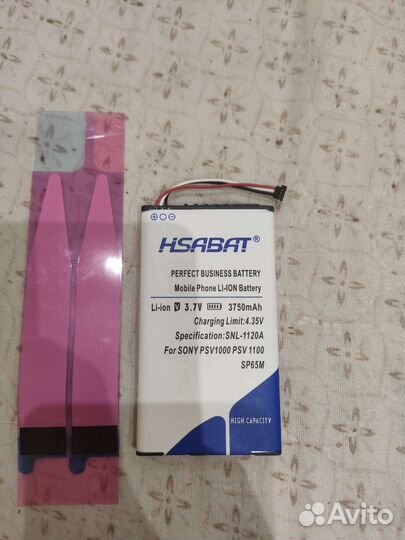 HSABAT®
PERFECT BUSINESS BATTERY
Mobile Phone LI-ION Battery
Li-ion 3.7V 3750mAh
Charging Limit:4.35V
Specification:SNL-1120A
For SONY PSV1000 PSV 1100
SP65M
HIGH CAPACITY
Avito